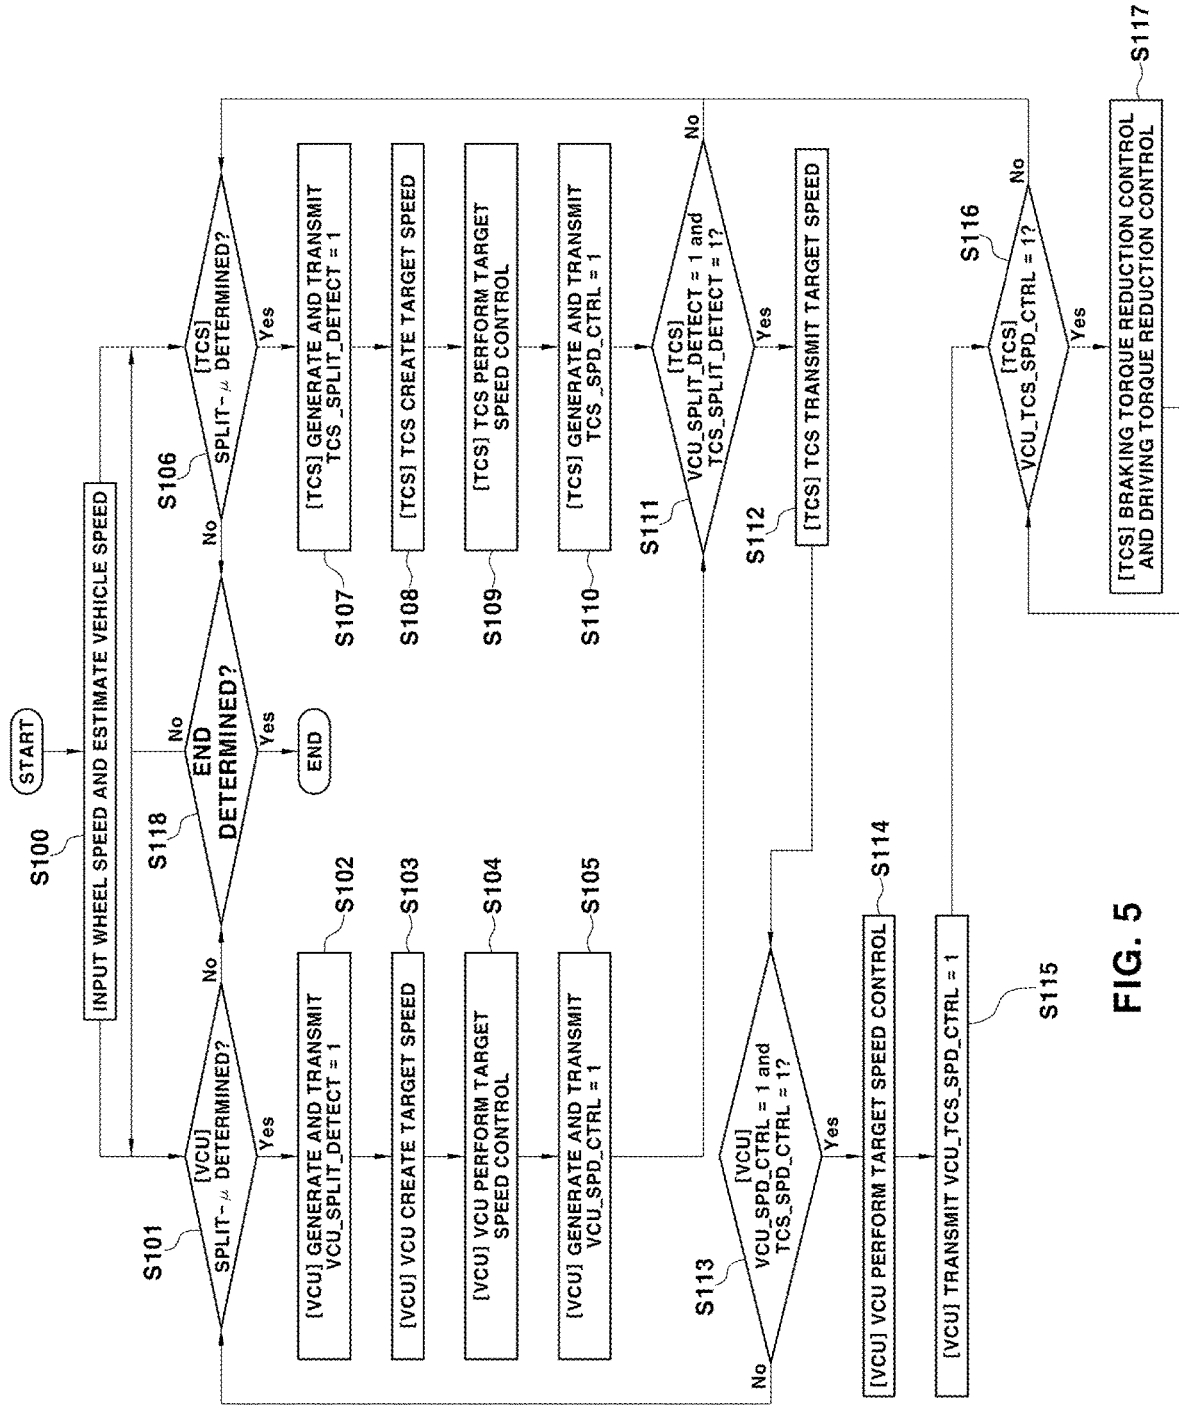 START
S100
INPUT WHEEL SPEED AND ESTIMATE VEHICLE SPEED
S101
[VCU]
SPLIT-μ DETERMINED?
No
Yes
S118
END
DETERMINED?
No
Yes
END
S106
[TCS]
SPLIT-μ DETERMINED?
No
Yes
[VCU] GENERATE AND TRANSMIT
VCU_SPLIT_DETECT = 1
S102
[VCU] VCU CREATE TARGET SPEED
S103
[VCU] VCU PERFORM TARGET
SPEED CONTROL
S104
[VCU] GENERATE AND TRANSMIT
VCU_SPD_CTRL = 1
S105
S107
[TCS] GENERATE AND TRANSMIT
TCS _SPLIT_DETECT = 1
S108
[TCS] TCS CREATE TARGET SPEED
S109
[TCS] TCS PERFORM TARGET
SPEED CONTROL
S110
[TCS] GENERATE AND TRANSMIT
TCS _SPD_CTRL = 1
S111
[TCS]
VCU_SPLIT_DETECT = 1 and
TCS_SPLIT_DETECT = 1?
No
Yes
S112
[TCS] TCS TRANSMIT TARGET SPEED
S113
[VCU]
VCU_SPD_CTRL = 1 and
TCS_SPD_CTRL = 1?
No
Yes
[VCU] VCU PERFORM TARGET SPEED CONTROL
S114
[VCU] TRANSMIT VCU_TCS_SPD_CTRL = 1
S115
S116
[TCS]
VCU_TCS_SPD_CTRL = 1?
No
Yes
[TCS] BRAKING TORQUE REDUCTION CONTROL
AND DRIVING TORQUE REDUCTION CONTROL
S117
FIG. 5